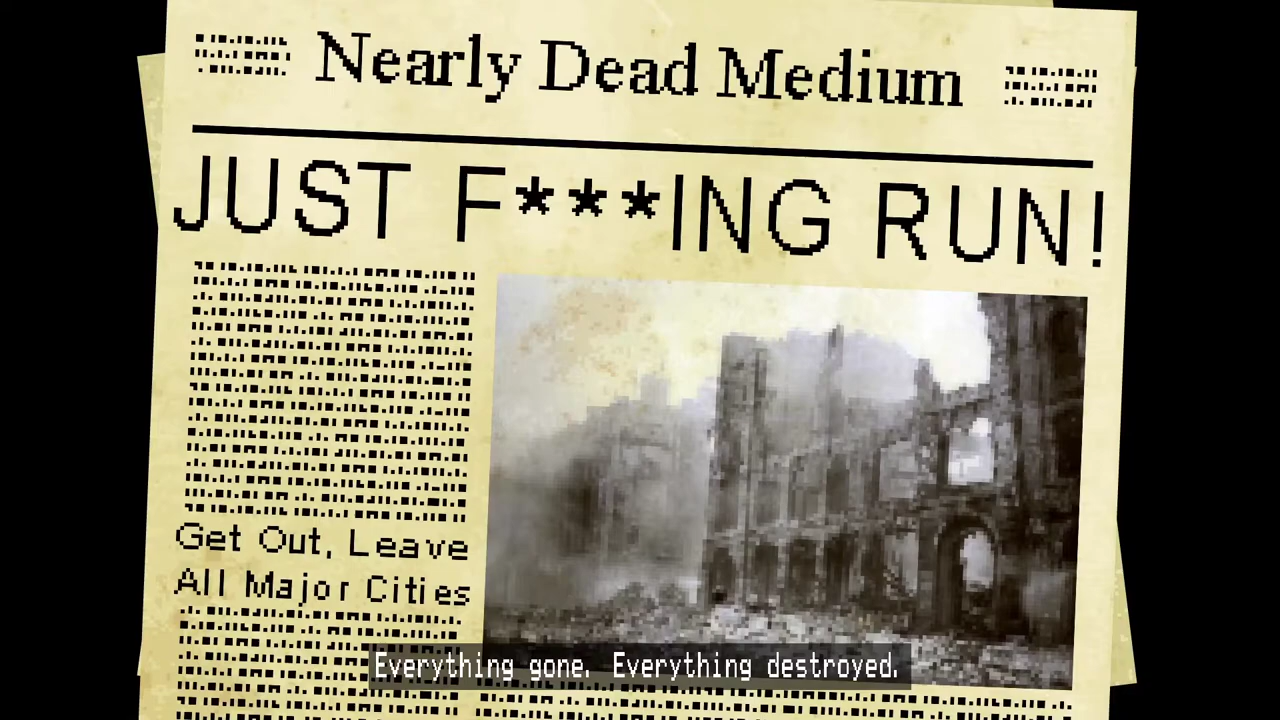 Nearly Dead Medium
JUST F***ING RUN!
Get Out, Leave
All Major Cities
Everything gone. Everything destroyed.